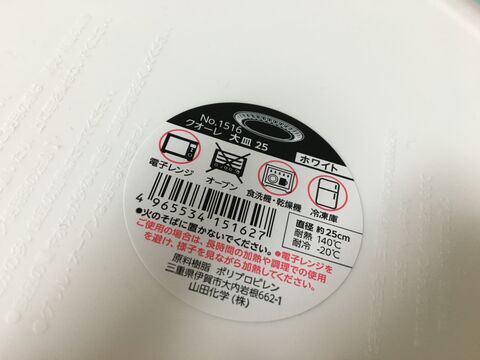 No.1516
クオーレ 大皿 25
ホワイト
電子レンジ
オーブン
食洗機・乾燥機
冷凍庫
4 965534 151627
直径 約25cm
耐熱 140℃
耐冷 -20℃
●火のそばに置かないでください。●電子レンジを
ご使用の場合は、長時間の加熱や調理での使用
を避け、様子を見ながら加熱してください。
原料樹脂 ポリプロピレン
三重県伊賀市大内岩根662-1
山田化学(株)